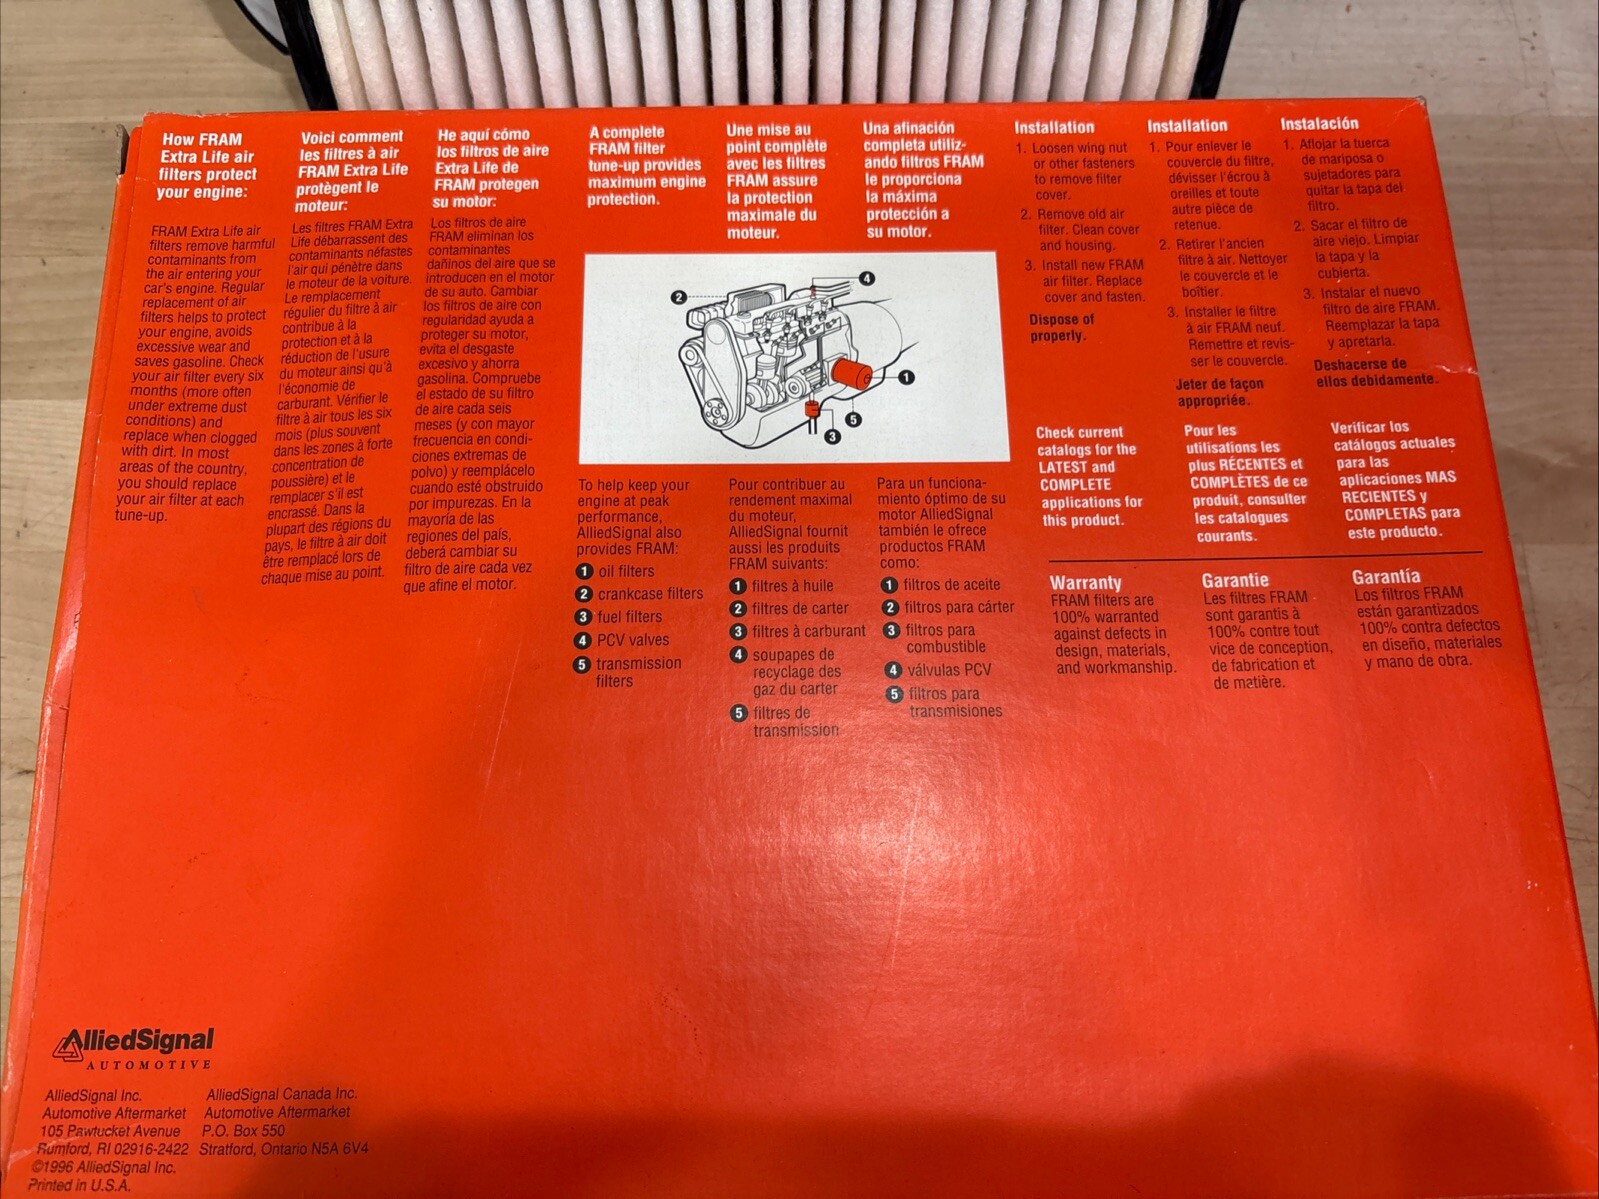 How FRAM
Extra Life air
filters protect
your engine:
FRAM Extra Life air
filters remove harmful
contaminants from
the air entering your
car's engine. Regular
replacement of air
filters helps to protect
your engine, avoids
excessive wear and
saves gasoline. Check
your air filter every six
months (more often
under extreme dust
conditions) and
replace when clogged
with dirt. In most
areas of the country,
you should replace
your air filter at each
tune-up.
Voici comment
les filtres à air
FRAM Extra Life
protègent le
moteur:
Les filtres FRAM Extra
Life débarrassent des
contaminants néfastes
l'air qui pénètre dans
le moteur de la voiture.
Le remplacement
régulier du filtre à air
contribue à la
protection et à la
réduction de l'usure
du moteur ainsi qu'à
l'économie de
carburant. Vérifier le
filtre à air tous les six
mois (plus souvent
dans les zones à forte
concentration de
poussière) et le
remplacer s'il est
encrassé. Dans la
plupart des régions du
pays, le filtre à air doit
être remplacé lors de
chaque mise au point.
He aquí cómo
los filtros de aire
Extra Life de
FRAM protegen
su motor:
Los filtros de aire
FRAM eliminan los
contaminantes
dañinos del aire que se
introducen en el motor
de su auto. Cambiar
los filtros de aire con
regularidad ayuda a
proteger su motor,
evita el desgaste
excesivo y ahorra
gasolina. Compruebe
el estado de su filtro
de aire cada seis
meses (y con mayor
frecuencia en condi-
ciones extremas de
polvo) y reemplácelo
cuando esté obstruido
por impurezas. En la
mayoría de las
regiones del país,
deberá cambiar su
filtro de aire cada vez
que afine el motor.
A complete
FRAM filter
tune-up provides
maximum engine
protection.
Une mise au
point complète
avec les filtres
FRAM assure
la protection
maximale du
moteur.
Una afinación
completa utiliz-
ando filtros FRAM
le proporciona
la máxima
protección a
su motor.
2
4
1
5
3
To help keep your
engine at peak
performance,
AlliedSignal also
provides FRAM:
1 oil filters
2 crankcase filters
3 fuel filters
4 PCV valves
5 transmission
filters
Pour contribuer au
rendement maximal
du moteur,
AlliedSignal fournit
aussi les produits
FRAM suivants:
1 filtres à huile
2 filtres de carter
3 filtres à carburant
4 soupapes de
recyclage des
gaz du carter
5 filtres de
transmission
Para un funciona-
miento óptimo de su
motor AlliedSignal
también le ofrece
productos FRAM
como:
1 filtros de aceite
2 filtros para cárter
3 filtros para
combustible
4 válvulas PCV
5 filtros para
transmisiones
Installation
1. Loosen wing nut
or other fasteners
to remove filter
cover.
2. Remove old air
filter. Clean cover
and housing.
3. Install new FRAM
air filter. Replace
cover and fasten.
Dispose of
properly.
Installation
1. Pour enlever le
couvercle du filtre,
dévisser l'écrou à
oreilles et toute
autre pièce de
retenue.
2. Retirer l'ancien
filtre à air. Nettoyer
le couvercle et le
boîtier.
3. Installer le filtre
à air FRAM neuf.
Remettre et revis-
ser le couvercle.
Jeter de façon
appropriée.
Instalación
1. Aflojar la tuerca
de mariposa o
sujetadores para
quitar la tapa del
filtro.
2. Sacar el filtro de
aire viejo. Limpiar
la tapa y la
cubierta.
3. Instalar el nuevo
filtro de aire FRAM.
Reemplazar la tapa
y apretarla.
Deshacerse de
ellos debidamente.
Check current
catalogs for the
LATEST and
COMPLETE
applications for
this product.
Pour les
utilisations les
plus RÉCENTES et
COMPLÈTES de ce
produit, consulter
les catalogues
courants.
Verificar los
catálogos actuales
para las
aplicaciones MAS
RECIENTES y
COMPLETAS para
este producto.
Warranty
FRAM filters are
100% warranted
against defects in
design, materials,
and workmanship.
Garantie
Les filtres FRAM
sont garantis à
100% contre tout
vice de conception,
de fabrication et
de matière.
Garantía
Los filtros FRAM
están garantizados
100% contra defectos
en diseño, materiales
y mano de obra.
AlliedSignal
AUTOMOTIVE
AlliedSignal Inc.
Automotive Aftermarket
105 Pawtucket Avenue
Rumford, RI 02916-2422
©1996 AlliedSignal Inc.
Printed in U.S.A.
AlliedSignal Canada Inc.
Automotive Aftermarket
P.O. Box 550
Stratford, Ontario N5A 6V4